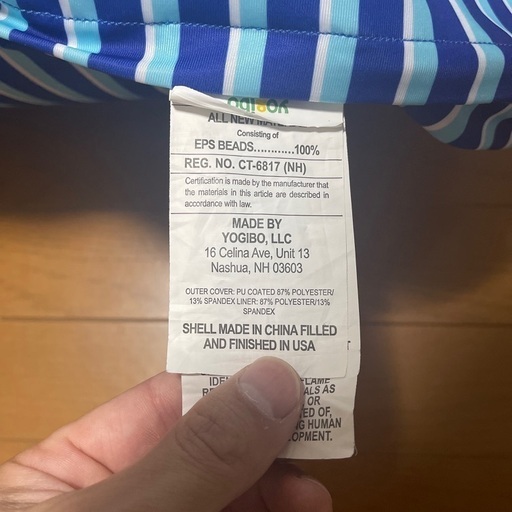 ALL NEW
Consisting of
EPS BEADS............100%
REG. NO. CT-6817 (NH)
Certification is made by the manufacturer that
the materials in this article are described in
accordance with law.
MADE BY
YOGIBO, LLC
16 Celina Ave, Unit 13
Nashua, NH 03603
OUTER COVER: PU COATED 87% POLYESTER/
13% SPANDEX LINER: 87% POLYESTER/13%
SPANDEX
SHELL MADE IN CHINA FILLED
AND FINISHED IN USA
ALS AS
OR
ED OF,
HUMAN
OPMENT.